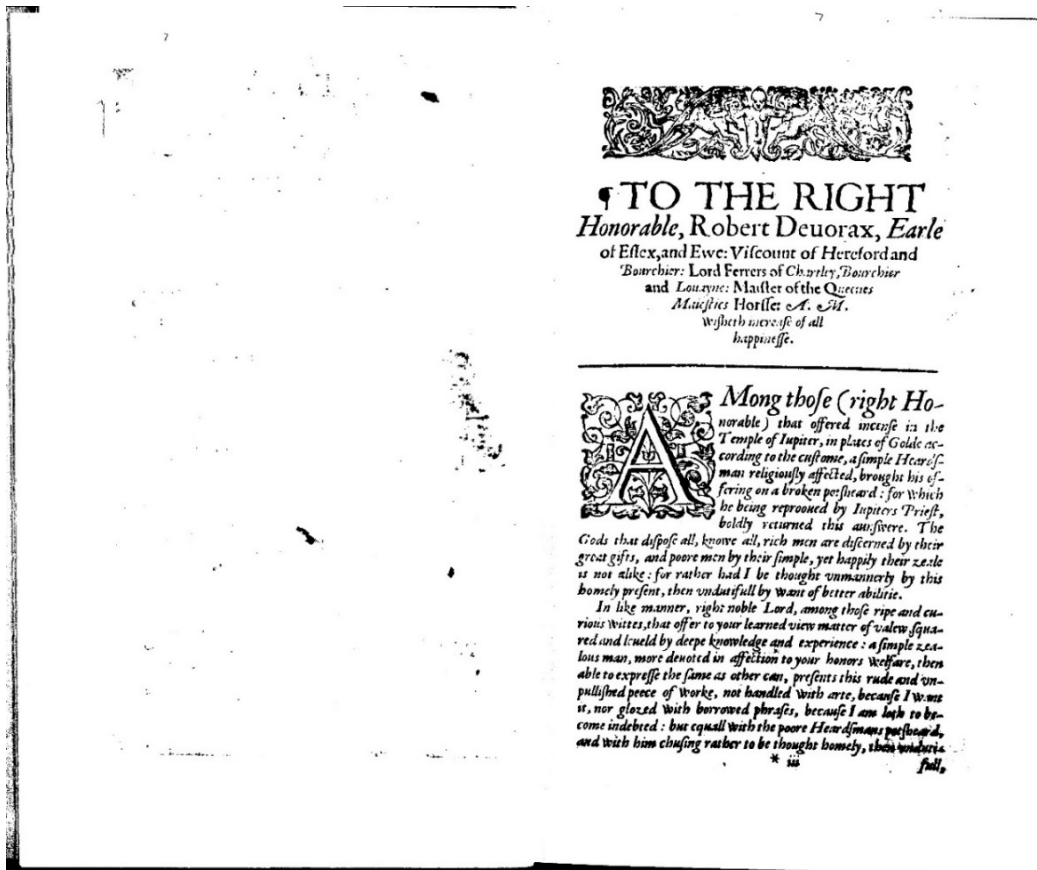 7
7
¶TO THE RIGHT
Honorable, Robert Deuorax, Earle
of Essex, and Ewe: Viſcount of Hereford and
Bourchier: Lord Ferrers of Chartley, Bourchier
and Louayne: Maiſter of the Queenes
Maieſties Horſſe: A. M.
wiſheth increaſe of all
happineſſe.
AMong thoſe (right Ho-
norable) that offered incenſe in the
Temple of Iupiter, in plates of Golde ac-
cording to the cuſtome, a ſimple Heardſ-
man religiouſly affected, brought his of-
fering on a broken potſheard: for which
he being reprooued by Iupiters Prieſt,
boldly returned this aunſwere. The
Gods that diſpoſe all, knowe all, rich men are diſcerned by their
great gifts, and poore men by their ſimple, yet happily their zeale
is not alike: for rather had I be thought vnmannerly by this
homely preſent, then vndutifull by want of better abilitie.
In like manner, right noble Lord, among thoſe ripe and cu-
rious wittes, that offer to your learned view matter of valew ſqua-
red and leueld by deepe knowledge and experience: a ſimple zea-
lous man, more deuoted in affection to your honors welfare, then
able to expreſſe the ſame as other can, preſents this rude and vn-
pulliſhed peece of worke, not handled with arte, becauſe I want
it, nor glozed with borrowed phraſes, becauſe I am loth to be-
come indebted: but equall with the poore Heardſmans potſheard,
and with him chuſing rather to be thought homely, then vnduti-
* iii full,